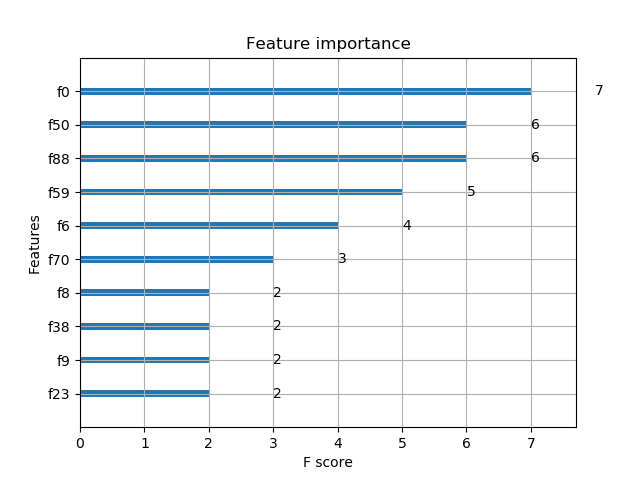 Feature importance
f0 7
f50 6
f88 6
f59 5
f6 4
f70 3
f8 2
f38 2
f9 2
f23 2
Features
0 1 2 3 4 5 6 7
F score